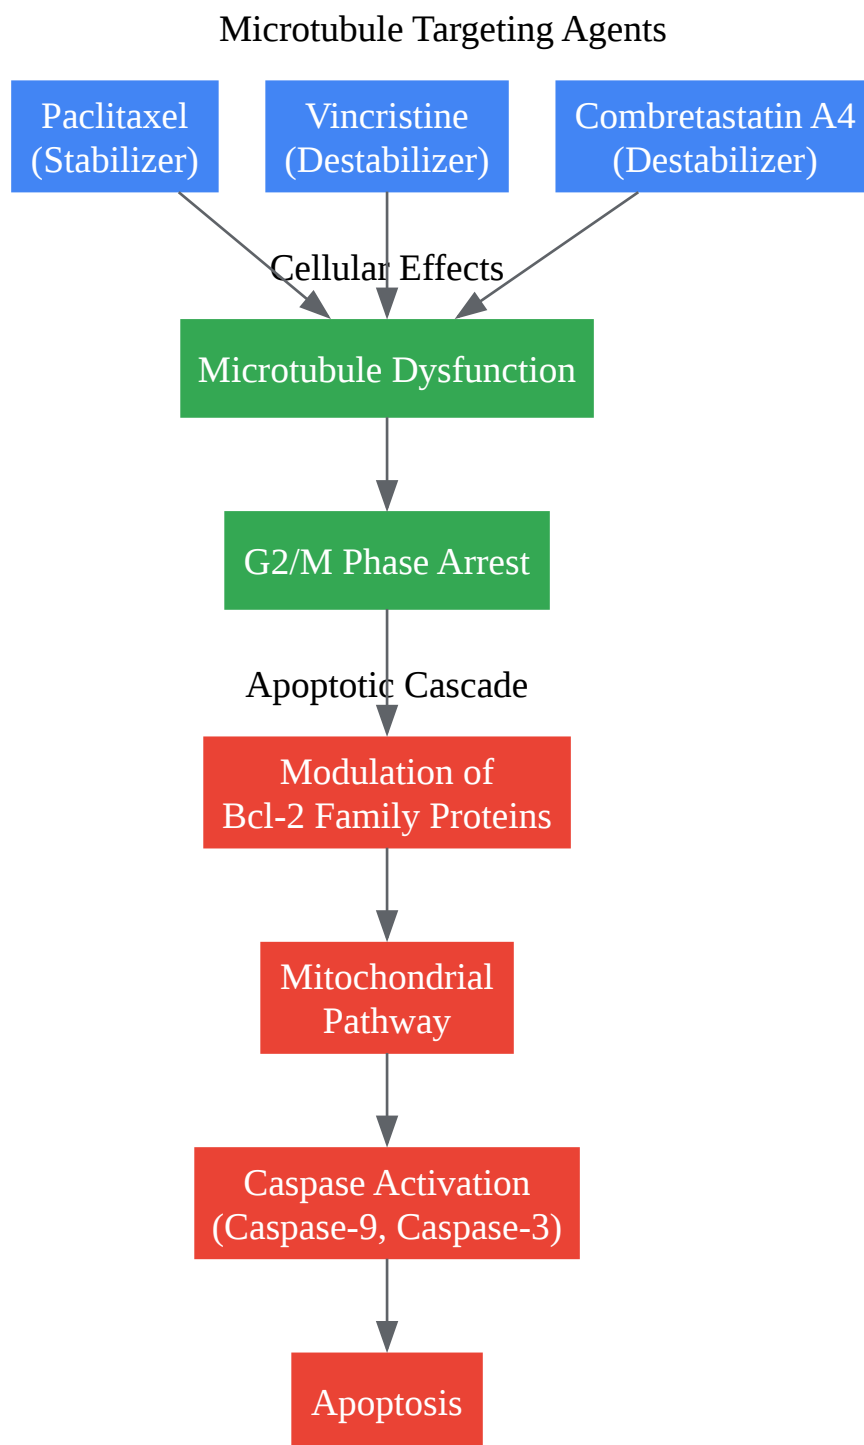 Microtubule Targeting Agents
Paclitaxel
(Stabilizer)
Vincristine
(Destabilizer)
Combretastatin A4
(Destabilizer)
Cellular Effects
Microtubule Dysfunction
G2/M Phase Arrest
Apoptotic Cascade
Modulation of
Bcl-2 Family Proteins
Mitochondrial
Pathway
Caspase Activation
(Caspase-9, Caspase-3)
Apoptosis